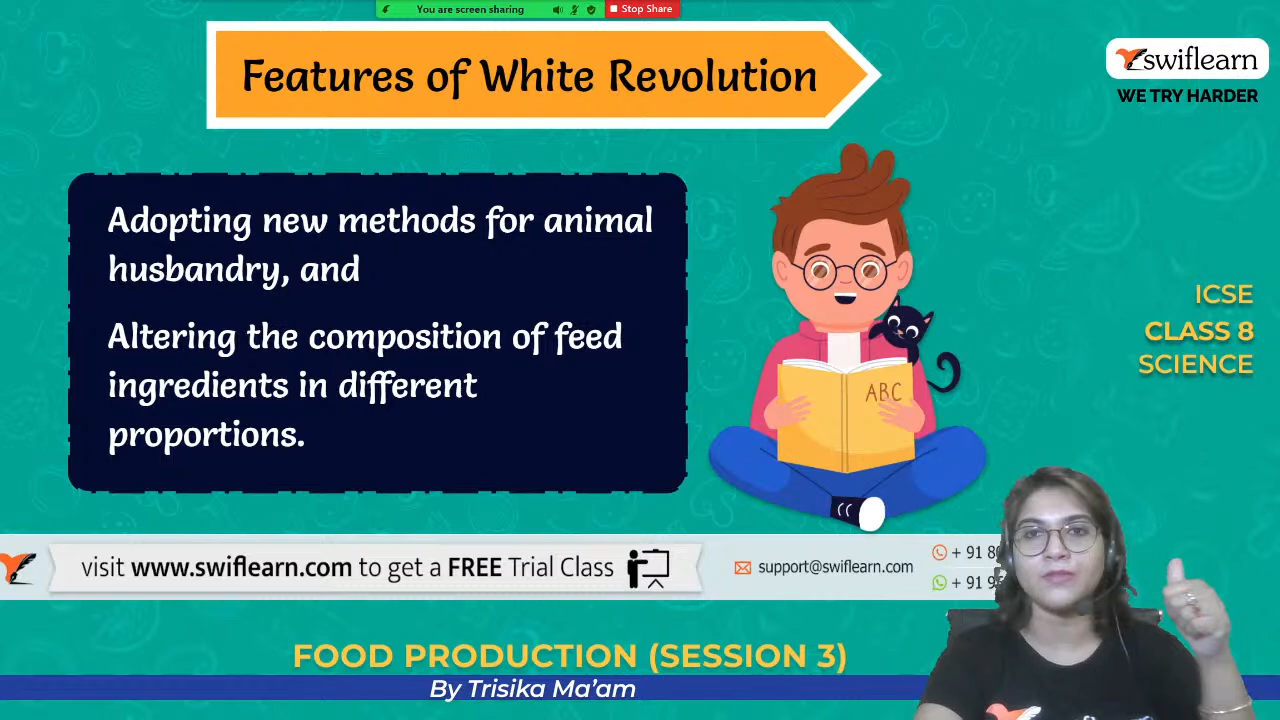 You are screen sharing
Stop Share
Features of White Revolution
swiflearn
WE TRY HARDER
Adopting new methods for animal
husbandry, and
Altering the composition of feed
ingredients in different
proportions.
ABC
ICSE
CLASS 8
SCIENCE
visit www.swiflearn.com to get a FREE Trial Class
support@swiflearn.com
+ 91
+ 91
FOOD PRODUCTION (SESSION 3)
By Trisika Ma'am